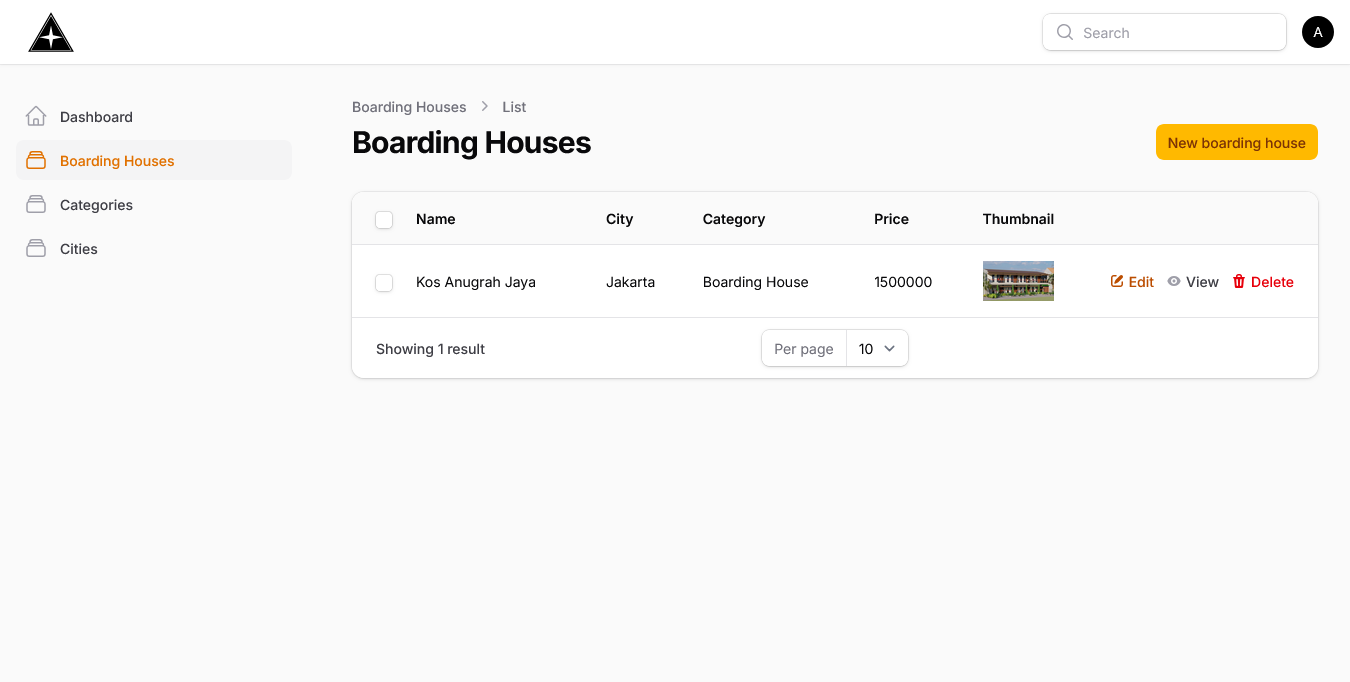 Search
A
Dashboard
Boarding Houses
Categories
Cities
Boarding Houses > List
Boarding Houses
New boarding house
Name City Category Price Thumbnail
Kos Anugrah Jaya Jakarta Boarding House 1500000 Edit View Delete
Showing 1 result
Per page 10